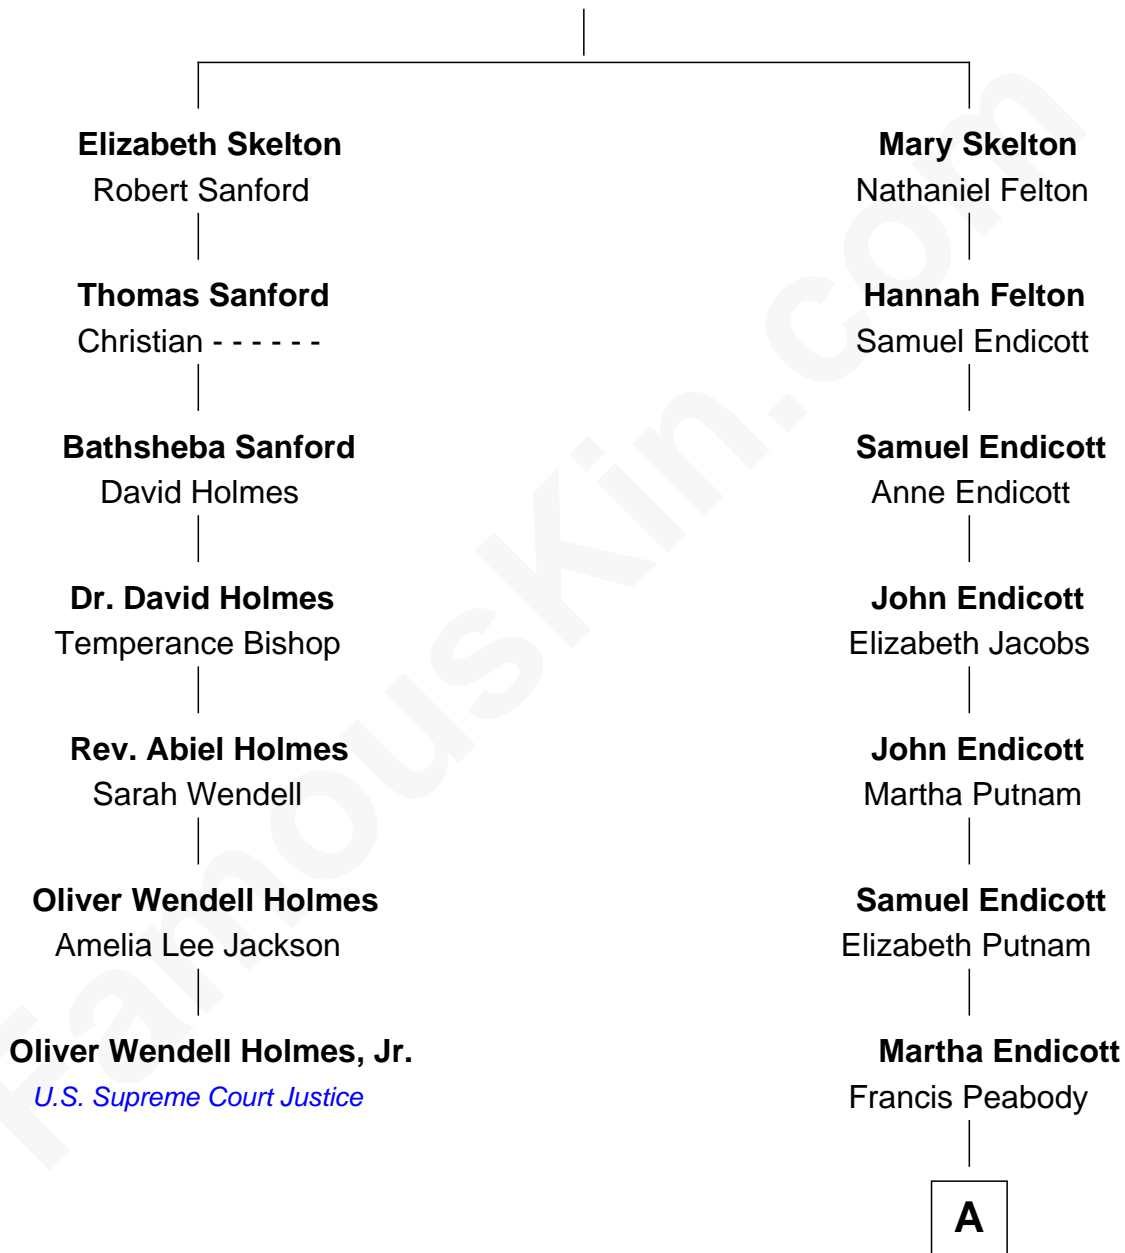 Elizabeth Skelton
Robert Sanford
Thomas Sanford
Christian - - - - - -
Bathsheba Sanford
David Holmes
Dr. David Holmes
Temperance Bishop
Rev. Abiel Holmes
Sarah Wendell
Oliver Wendell Holmes
Amelia Lee Jackson
Oliver Wendell Holmes, Jr.
U.S. Supreme Court Justice
Mary Skelton
Nathaniel Felton
Hannah Felton
Samuel Endicott
Samuel Endicott
Anne Endicott
John Endicott
Elizabeth Jacobs
John Endicott
Martha Putnam
Samuel Endicott
Elizabeth Putnam
Martha Endicott
Francis Peabody
A
FamousKin.com